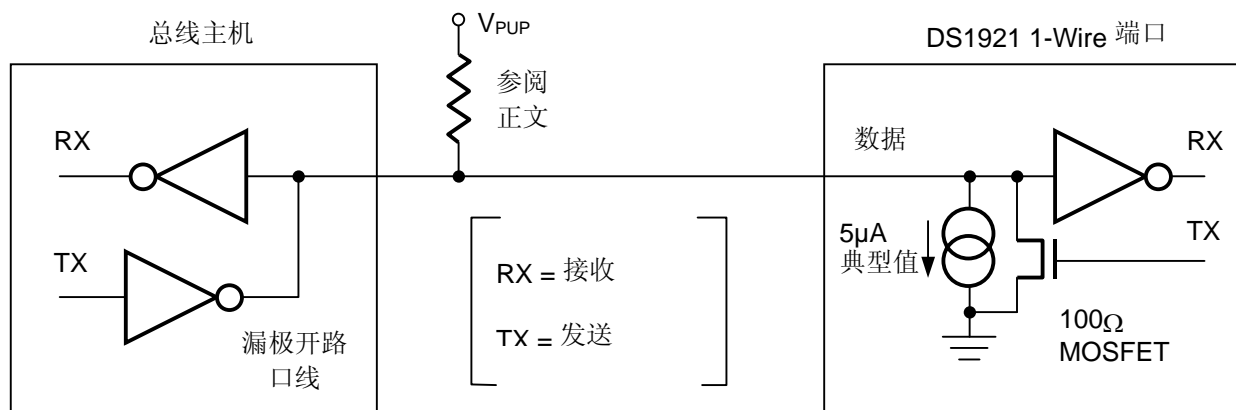 总线主机
VPUP
DS1921 1-Wire 端口
参阅
正文
RX
数据
RX
TX
5µA
典型值
TX
RX = 接收
TX = 发送
漏极开路
口线
100Ω
MOSFET